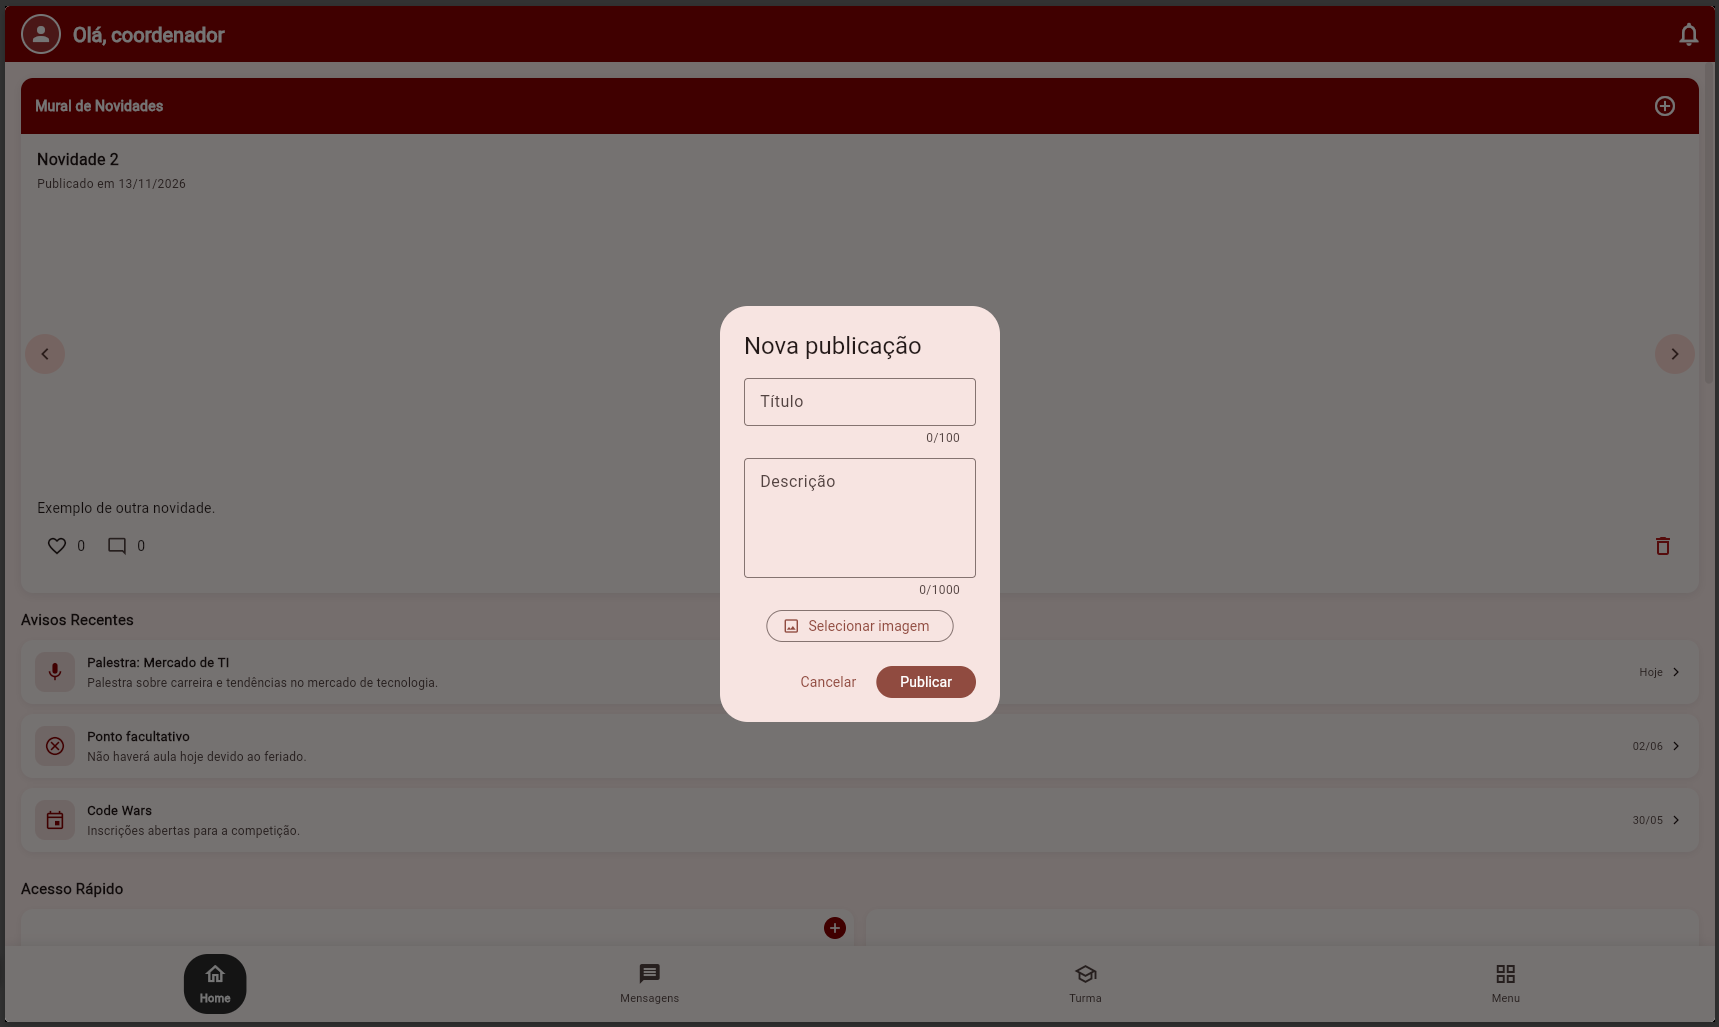 Olá, coordenador
Mural de Novidades
Novidade 2
Publicado em 13/11/2026
Exemplo de outra novidade.
0 0
Nova publicação
Título
0/100
Descrição
0/1000
Selecionar imagem
Cancelar Publicar
Avisos Recentes
Palestra: Mercado de TI
Palestra sobre carreira e tendências no mercado de tecnologia.
Hoje
Ponto facultativo
Não haverá aula hoje devido ao feriado.
02/06
Code Wars
Inscrições abertas para a competição.
30/05
Acesso Rápido
Home Mensagens Turma Menu